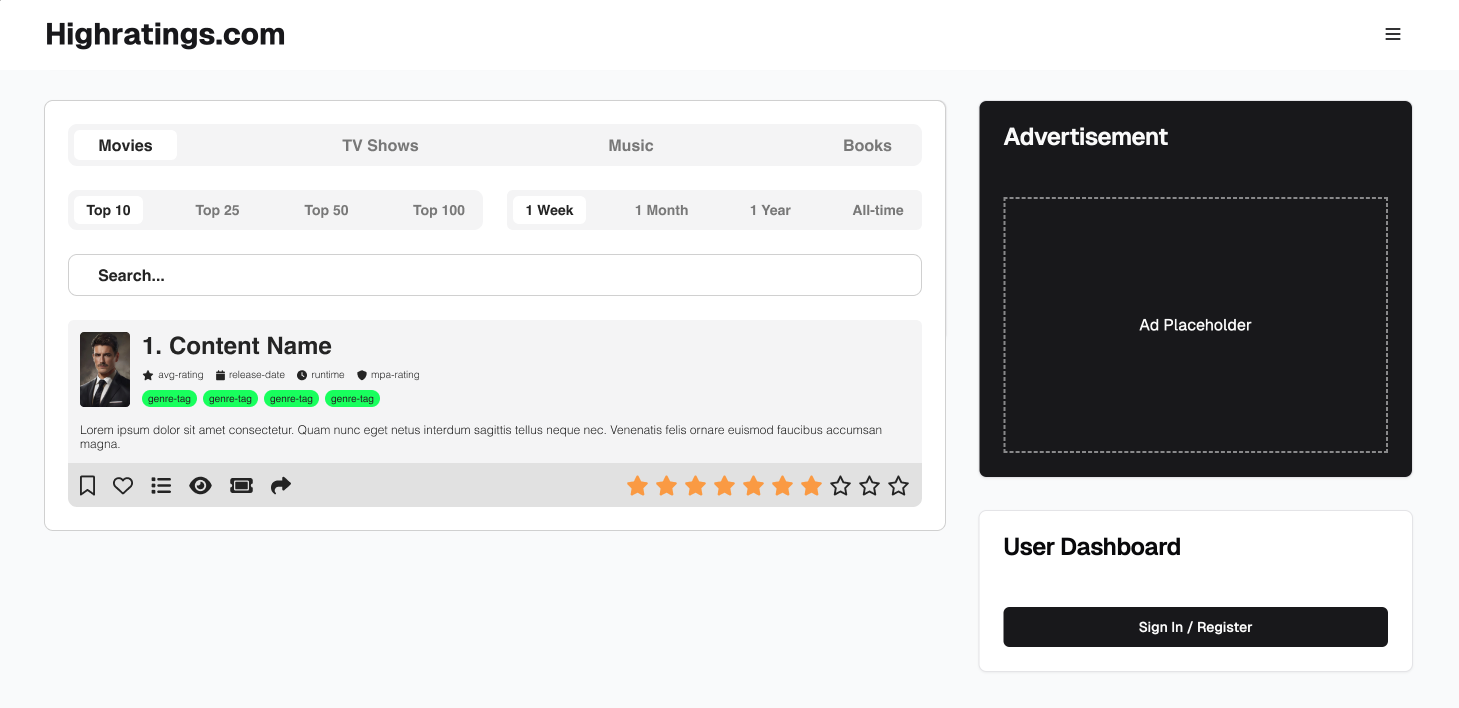 Highratings.com
Movies TV Shows Music Books
Top 10 Top 25 Top 50 Top 100 1 Week 1 Month 1 Year All-time
Search...
1. Content Name
avg-rating release-date runtime mpa-rating
genre-tag genre-tag genre-tag genre-tag
Lorem ipsum dolor sit amet consectetur. Quam nunc eget netus interdum sagittis tellus neque nec. Venenatis felis ornare euismod faucibus accumsan
magna.
Advertisement
Ad Placeholder
User Dashboard
Sign In / Register